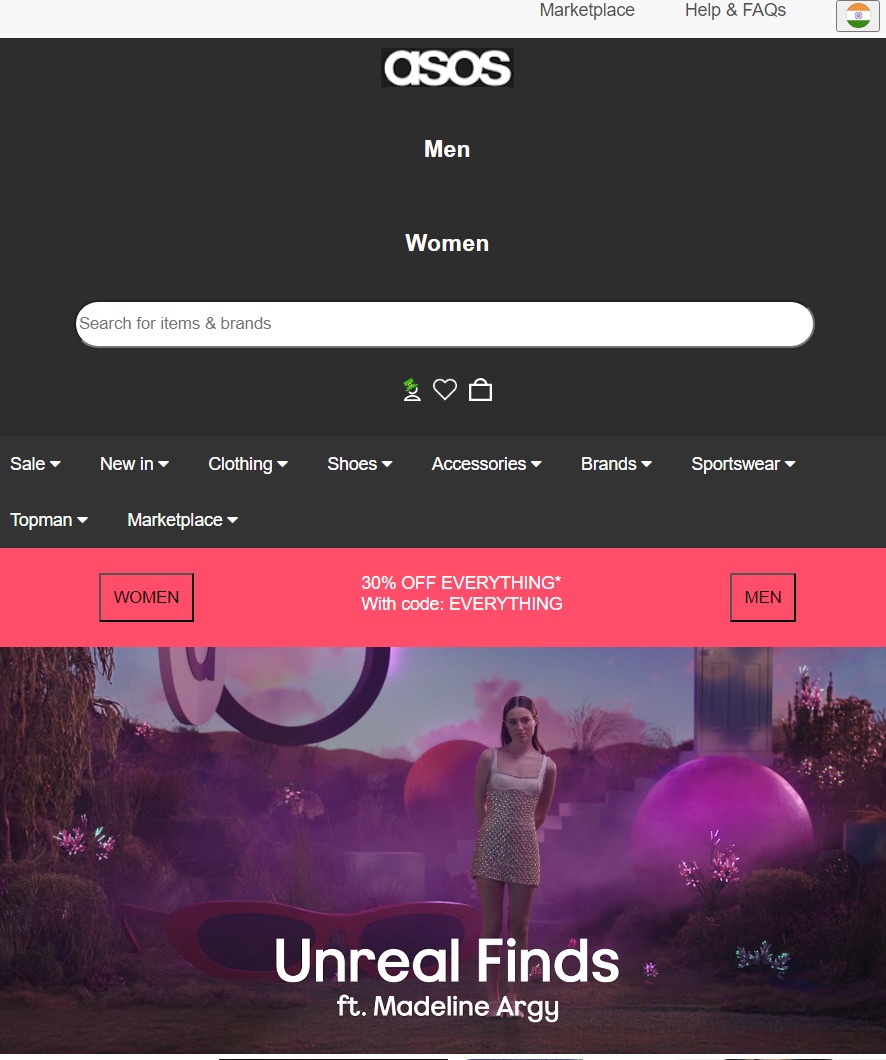 Marketplace Help & FAQs
asos
Men
Women
Search for items & brands
Sale New in Clothing Shoes Accessories Brands Sportswear
Topman Marketplace
WOMEN 30% OFF EVERYTHING* MEN
With code: EVERYTHING
Unreal Finds
ft. Madeline Argy